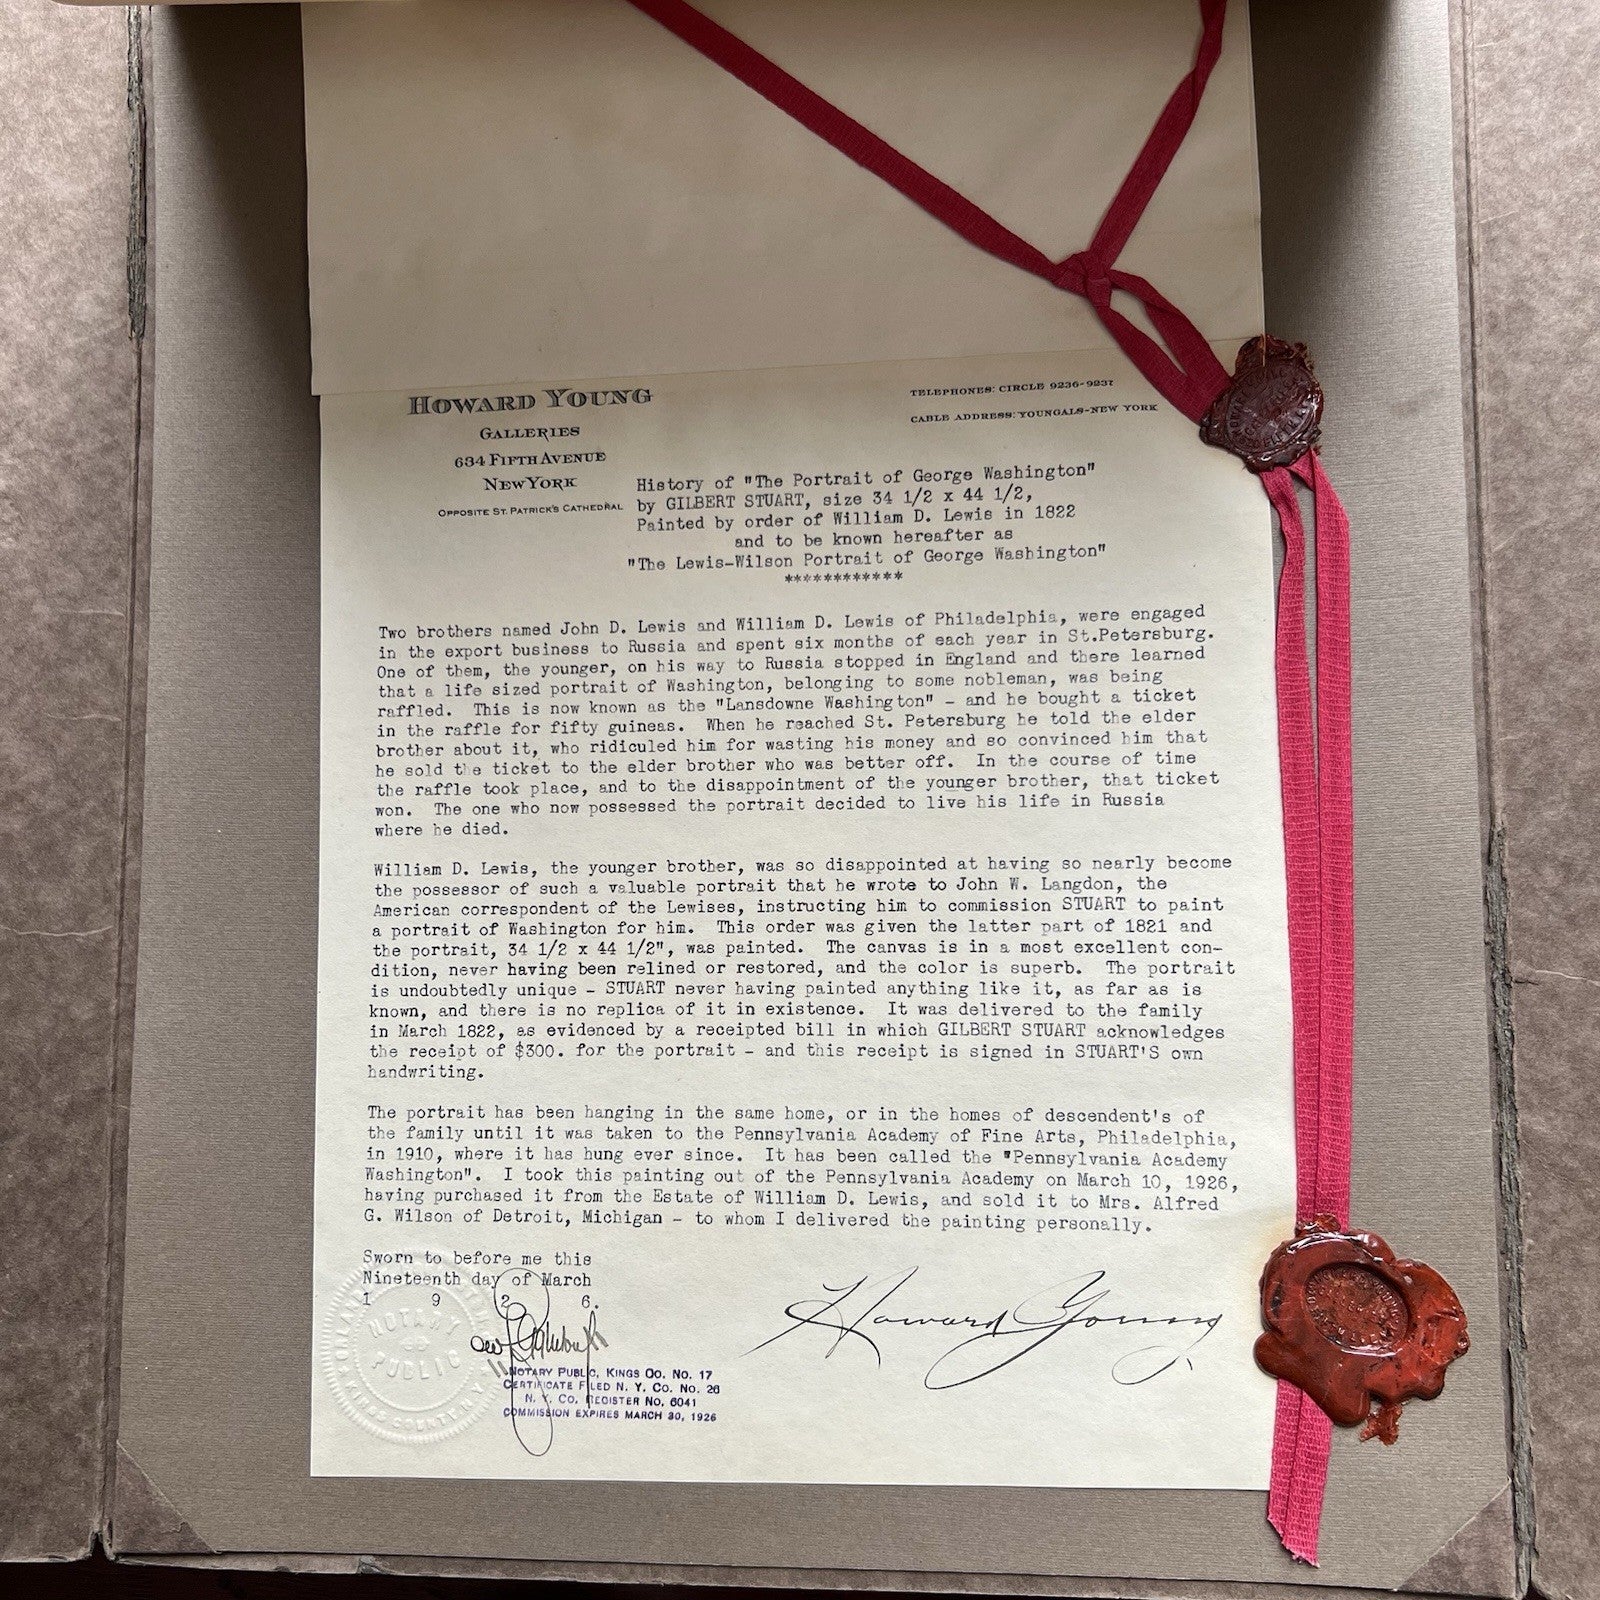 HOWARD YOUNG
GALLERIES
634 FIFTH AVENUE
NEW YORK
OPPOSITE ST. PATRICK'S CATHEDRAL
TELEPHONES: CIRCLE 9236-9237
CABLE ADDRESS: YOUNGALS-NEW YORK
History of "The Portrait of George Washington"
by GILBERT STUART, size 34 1/2 x 44 1/2,
Painted by order of William D. Lewis in 1822
and to be known hereafter as
"The Lewis-Wilson Portrait of George Washington"
************
Two brothers named John D. Lewis and William D. Lewis of Philadelphia, were engaged
in the export business to Russia and spent six months of each year in St.Petersburg.
One of them, the younger, on his way to Russia stopped in England and there learned
that a life sized portrait of Washington, belonging to some nobleman, was being
raffled. This is now known as the "Lansdowne Washington" - and he bought a ticket
in the raffle for fifty guineas. When he reached St. Petersburg he told the elder
brother about it, who ridiculed him for wasting his money and so convinced him that
he sold the ticket to the elder brother who was better off. In the course of time
the raffle took place, and to the disappointment of the younger brother, that ticket
won. The one who now possessed the portrait decided to live his life in Russia
where he died.
William D. Lewis, the younger brother, was so disappointed at having so nearly become
the possessor of such a valuable portrait that he wrote to John W. Langdon, the
American correspondent of the Lewises, instructing him to commission STUART to paint
a portrait of Washington for him. This order was given the latter part of 1821 and
the portrait, 34 1/2 x 44 1/2", was painted. The canvas is in a most excellent con-
dition, never having been relined or restored, and the color is superb. The portrait
is undoubtedly unique - STUART never having painted anything like it, as far as is
known, and there is no replica of it in existence. It was delivered to the family
in March 1822, as evidenced by a receipted bill in which GILBERT STUART acknowledges
the receipt of $300. for the portrait - and this receipt is signed in STUART'S own
handwriting.
The portrait has been hanging in the same home, or in the homes of descendent's of
the family until it was taken to the Pennsylvania Academy of Fine Arts, Philadelphia,
in 1910, where it has hung ever since. It has been called the "Pennsylvania Academy
Washington". I took this painting out of the Pennsylvania Academy on March 10, 1926,
having purchased it from the Estate of William D. Lewis, and sold it to Mrs. Alfred
G. Wilson of Detroit, Michigan - to whom I delivered the painting personally.
Sworn to before me this
Nineteenth day of March
1 9 2 6.
Howard Young
NOTARY PUBLIC
KINGS COUNTY N.Y.
NOTARY PUBLIC, KINGS CO. NO. 17
CERTIFICATE FILED N. Y. CO. NO. 26
N. Y. CO. REGISTER NO. 6041
COMMISSION EXPIRES MARCH 30, 1926